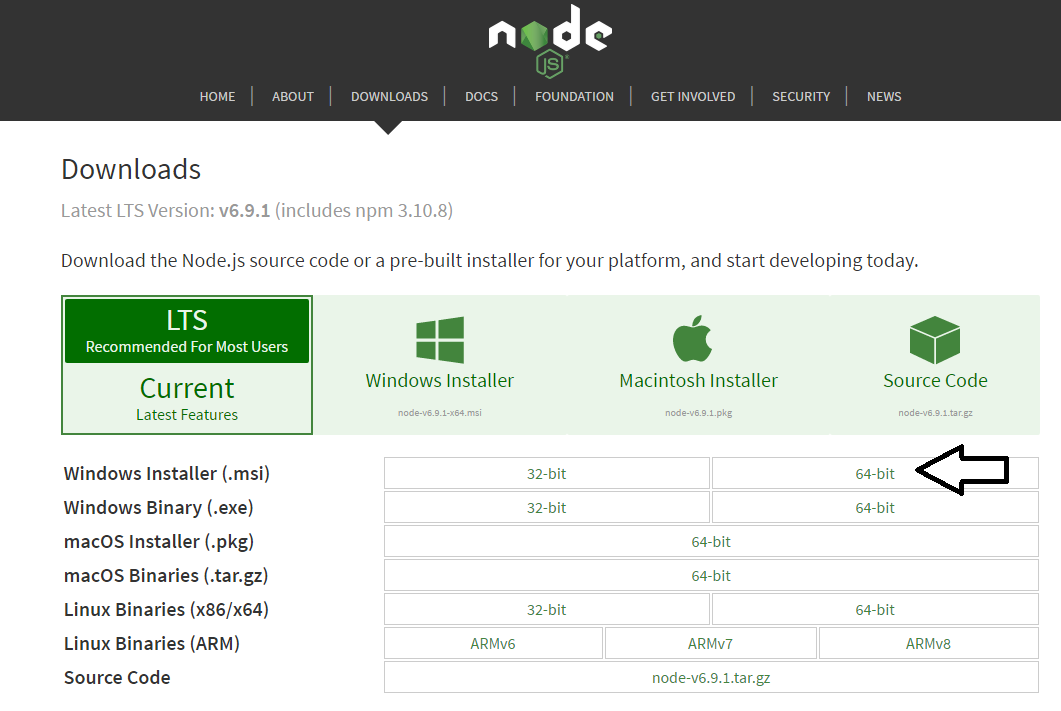 node
JS
HOME ABOUT DOWNLOADS DOCS FOUNDATION GET INVOLVED SECURITY NEWS
Downloads
Latest LTS Version: v6.9.1 (includes npm 3.10.8)
Download the Node.js source code or a pre-built installer for your platform, and start developing today.
LTS
Recommended For Most Users
Current
Latest Features
Windows Installer
node-v6.9.1-x64.msi
Macintosh Installer
node-v6.9.1.pkg
Source Code
node-v6.9.1.tar.gz
Windows Installer (.msi) 32-bit 64-bit
Windows Binary (.exe) 32-bit 64-bit
macOS Installer (.pkg) 64-bit
macOS Binaries (.tar.gz) 64-bit
Linux Binaries (x86/x64) 32-bit 64-bit
Linux Binaries (ARM) ARMv6 ARMv7 ARMv8
Source Code node-v6.9.1.tar.gz